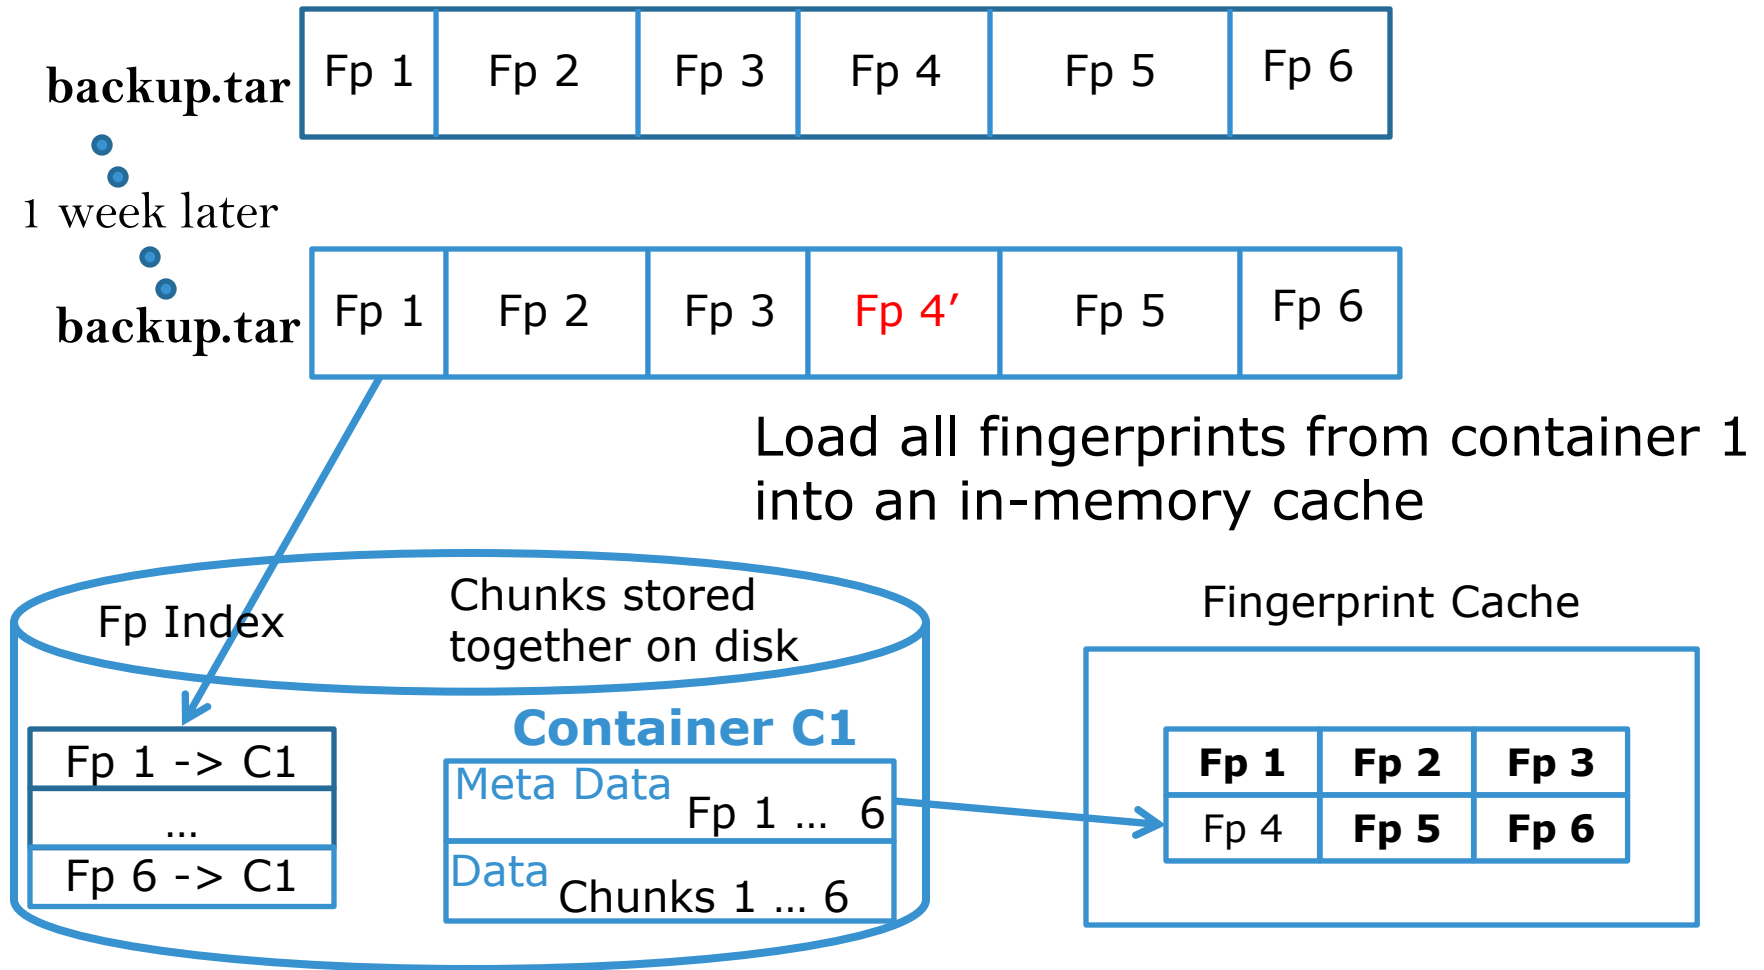 backup.tar
Fp 1 Fp 2 Fp 3 Fp 4 Fp 5 Fp 6
1 week later
backup.tar
Fp 1 Fp 2 Fp 3 Fp 4’ Fp 5 Fp 6
Load all fingerprints from container 1
into an in-memory cache
Fp Index
Chunks stored
together on disk
Fp 1 -> C1
…
Fp 6 -> C1
Container C1
Meta Data
Fp 1 … 6
Data
Chunks 1 … 6
Fingerprint Cache
Fp 1 Fp 2 Fp 3
Fp 4 Fp 5 Fp 6